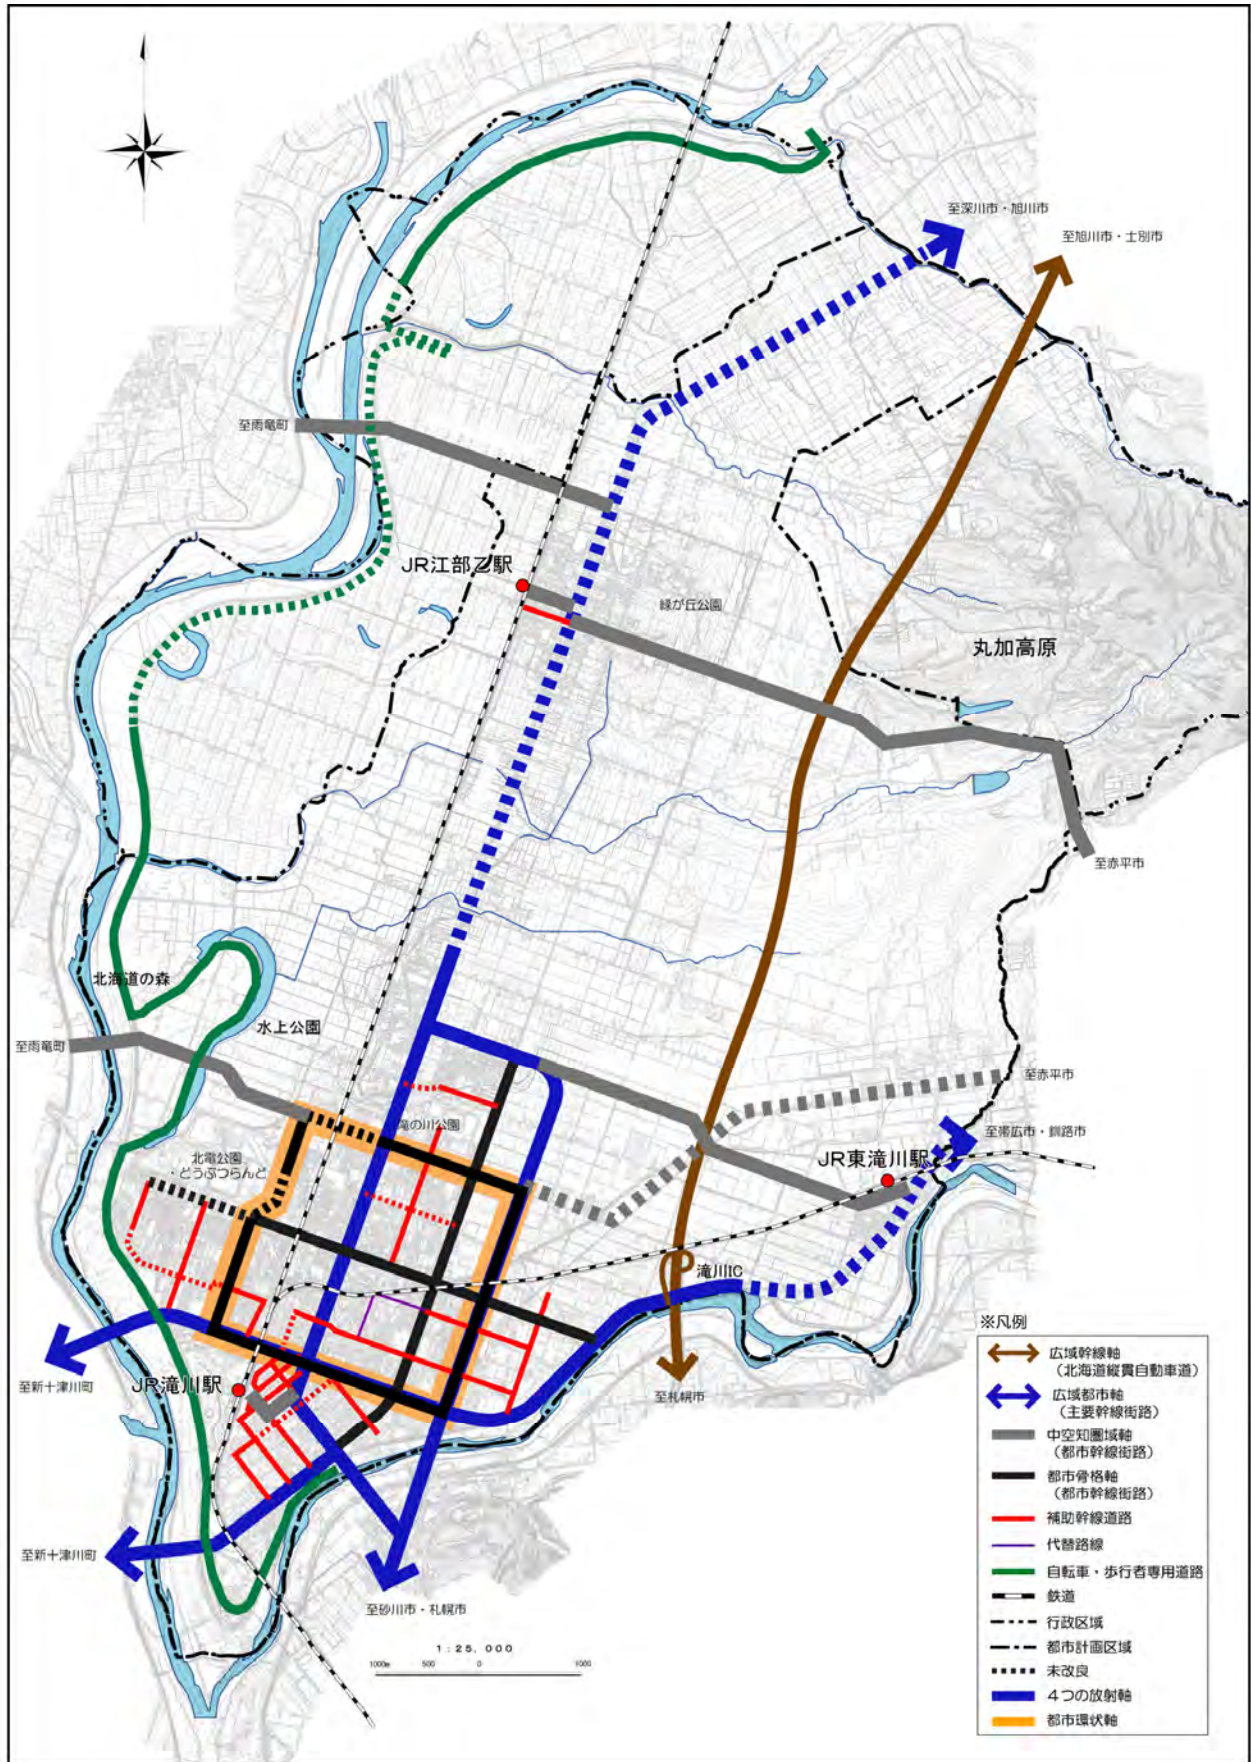 至深川市・旭川市
至旭川市・士別市
至雨竜町
JR江部乙駅
緑が丘公園
丸加高原
至赤平市
北海道の森
水上公園
至雨竜町
至赤平市
滝の川公園
至帯広市・釧路市
北電公園
・どうぶつらんど
JR東滝川駅
滝川IC
※凡例
広域幹線軸
（北海道縦貫自動車道）
広域都市軸
（主要幹線街路）
中空知圏域軸
（都市幹線街路）
都市骨格軸
（都市幹線街路）
補助幹線道路
代替路線
自転車・歩行者専用道路
鉄道
行政区域
都市計画区域
未改良
4つの放射軸
都市環状軸
至新十津川町
JR滝川駅
至札幌市
至新十津川町
至砂川市・札幌市
1:25,000
1000m 500 0 1000